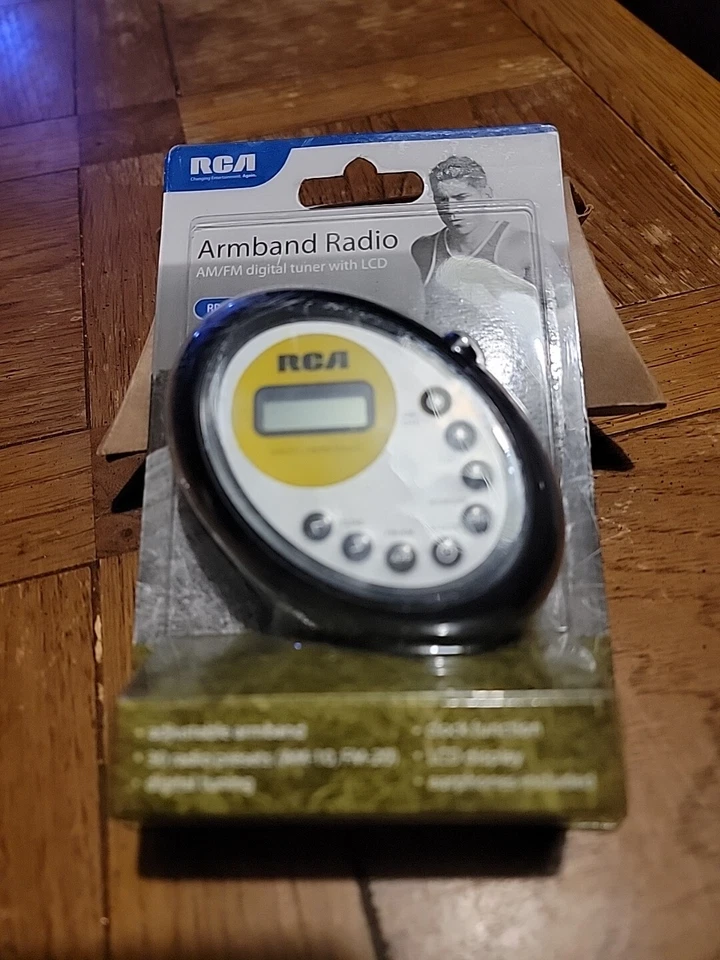 RCA
Changing Entertainment. Again.
Armband Radio
AM/FM digital tuner with LCD
RP
RCA
• adjustable armband
• 30 radio presets (AM-10, FM-20)
• digital tuning
• clock function
• LCD display
• earphones included